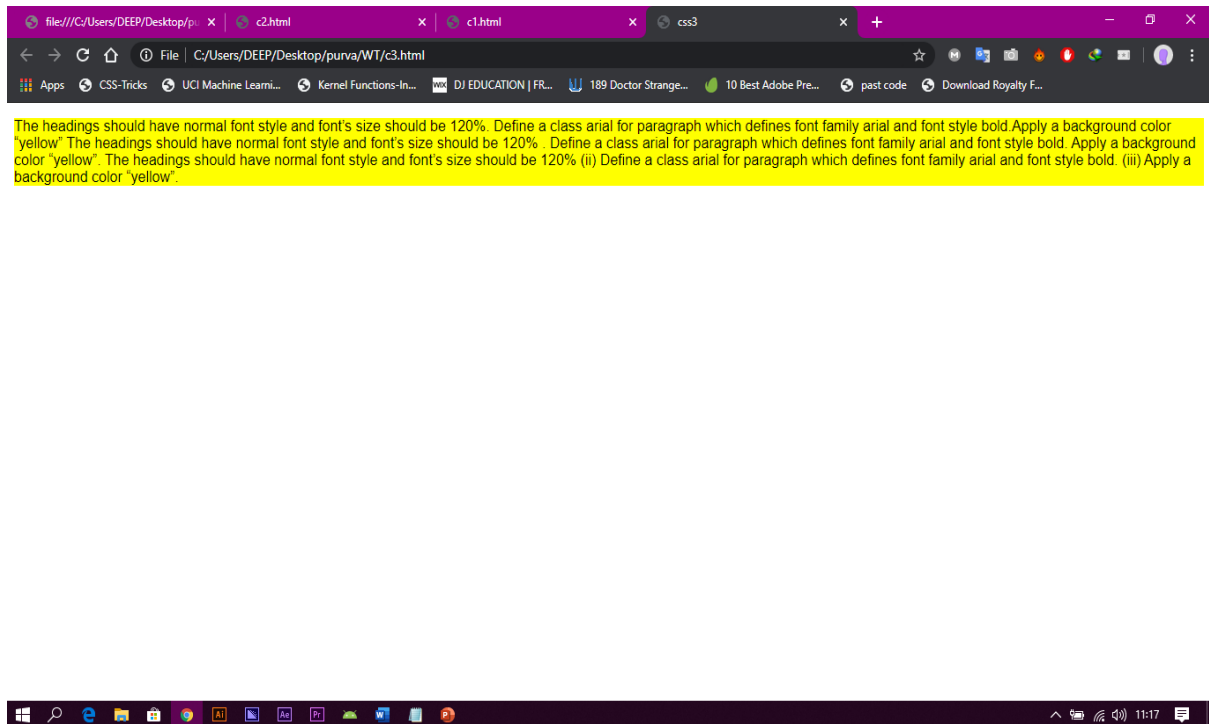 file:///C:/Users/DEEP/Desktop/pu
c2.html
c1.html
css3
File
C:/Users/DEEP/Desktop/purva/WT/c3.html
Apps
CSS-Tricks
UCI Machine Learni...
Kernel Functions-In...
WIX
DJ EDUCATION | FR...
189 Doctor Strange...
10 Best Adobe Pre...
past code
Download Royalty F...
The headings should have normal font style and font’s size should be 120%. Define a class arial for paragraph which defines font family arial and font style bold.Apply a background color
“yellow” The headings should have normal font style and font’s size should be 120% . Define a class arial for paragraph which defines font family arial and font style bold. Apply a background
color “yellow”. The headings should have normal font style and font’s size should be 120% (ii) Define a class arial for paragraph which defines font family arial and font style bold. (iii) Apply a
background color “yellow”.
Ai
Ae
Pr
11:17